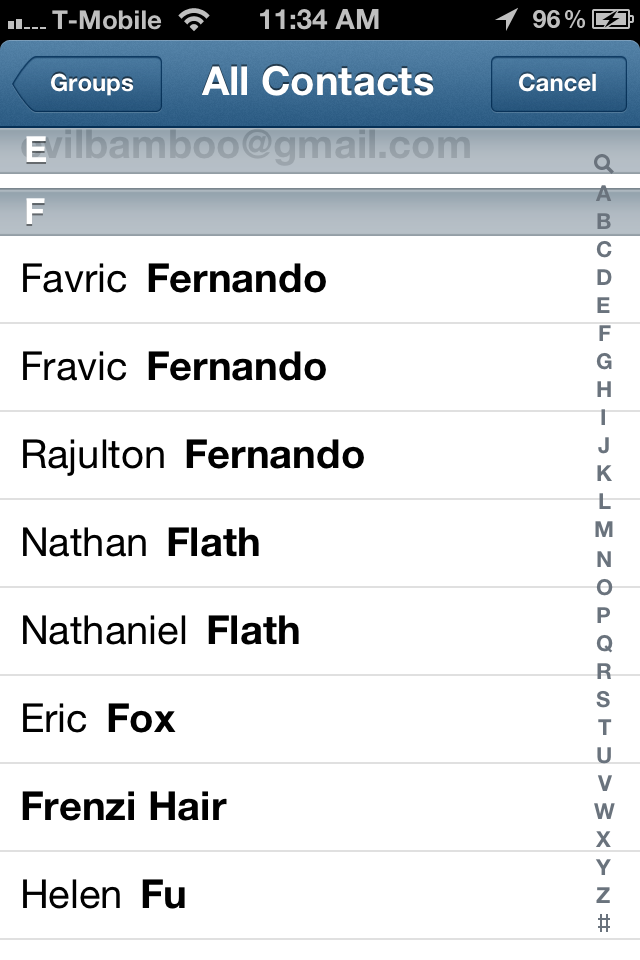 T-Mobile 11:34 AM 96%
Groups All Contacts Cancel
E
evilbamboo@gmail.com
F
Favric Fernando
Fravic Fernando
Rajulton Fernando
Nathan Flath
Nathaniel Flath
Eric Fox
Frenzi Hair
Helen Fu
A
B
C
D
E
F
G
H
I
J
K
L
M
N
O
P
Q
R
S
T
U
V
W
X
Y
Z
#